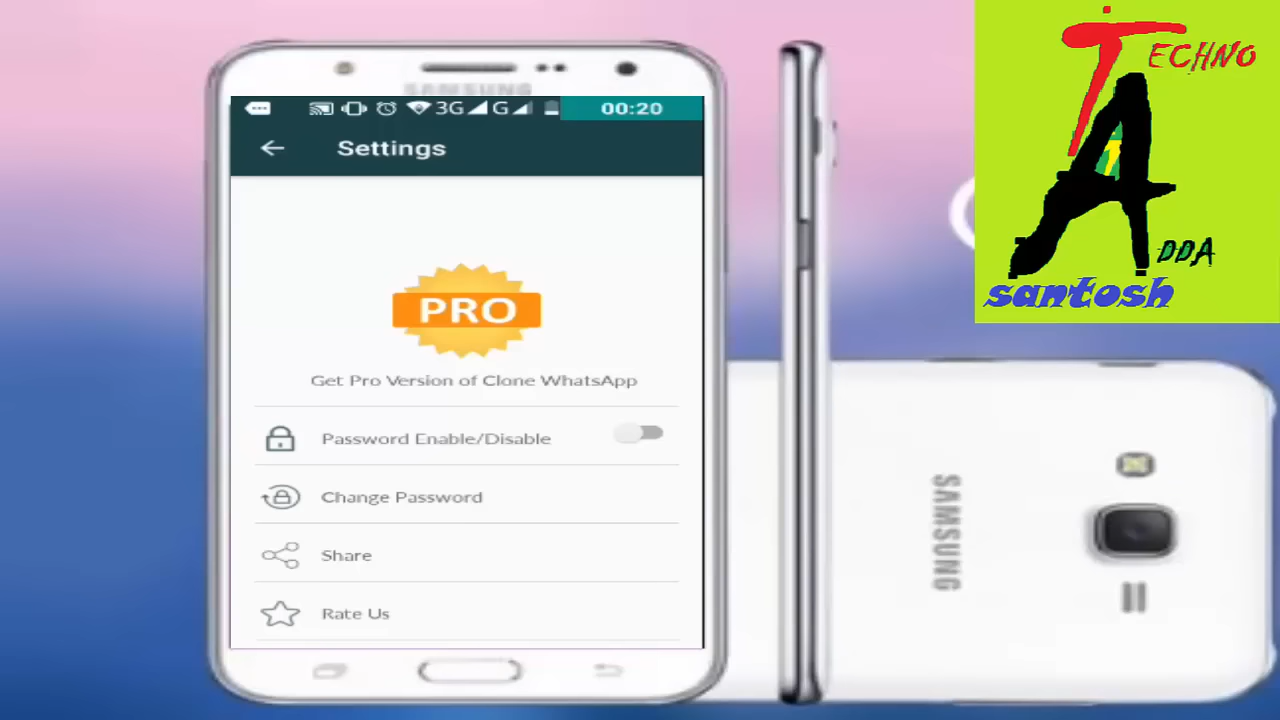 TECHNO
ADDA
santosh
SAMSUNG
3G G 00:20
Settings
PRO
Get Pro Version of Clone WhatsApp
Password Enable/Disable
Change Password
Share
Rate Us
SAMSUNG